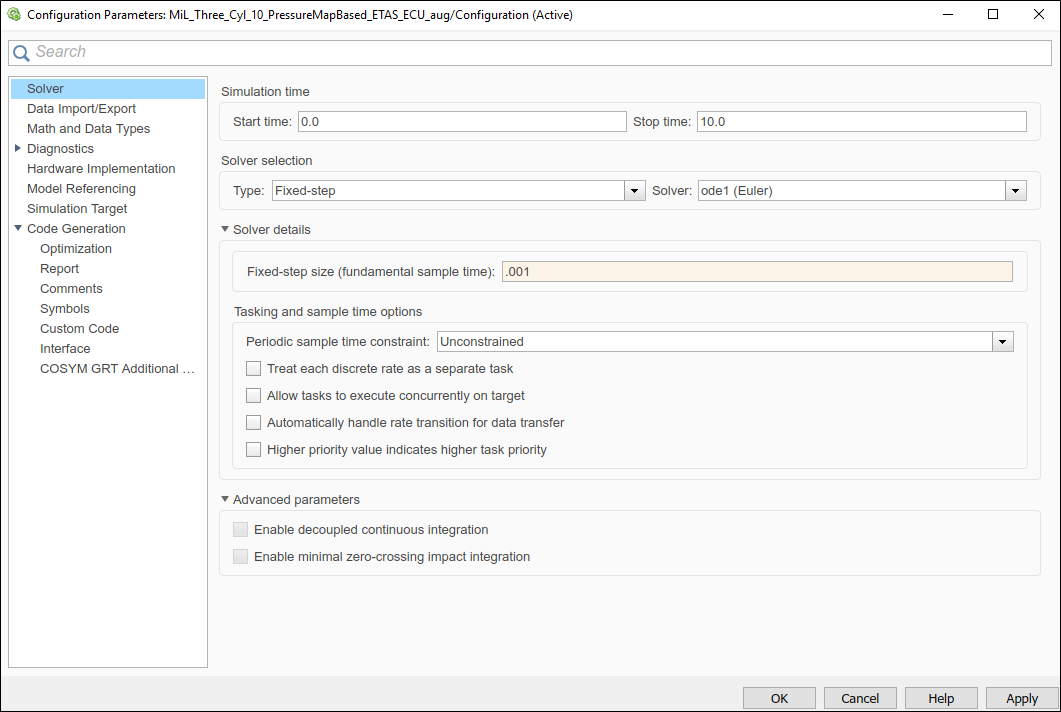 Configuration Parameters: MiL_Three_Cyl_10_PressureMapBased_ETAS_ECU_aug/Configuration (Active)
Search
Solver
Data Import/Export
Math and Data Types
Diagnostics
Hardware Implementation
Model Referencing
Simulation Target
Code Generation
Optimization
Report
Comments
Symbols
Custom Code
Interface
COSYM GRT Additional ...
Simulation time
Start time: 0.0 Stop time: 10.0
Solver selection
Type: Fixed-step Solver: ode1 (Euler)
Solver details
Fixed-step size (fundamental sample time): .001
Tasking and sample time options
Periodic sample time constraint: Unconstrained
Treat each discrete rate as a separate task
Allow tasks to execute concurrently on target
Automatically handle rate transition for data transfer
Higher priority value indicates higher task priority
Advanced parameters
Enable decoupled continuous integration
Enable minimal zero-crossing impact integration
OK Cancel Help Apply